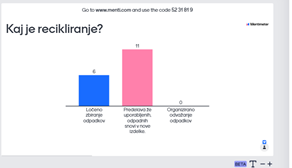 Go to www.menti.com and use the code 52 31 81 9
Mentimeter
Kaj je recikliranje?
6
11
0
Ločeno
zbiranje
odpadkov
Predelava že
uporabljenih,
odpadnih
snovi v nove
izdelke.
Organizirano
odvažanje
odpadkov
BETA T − +